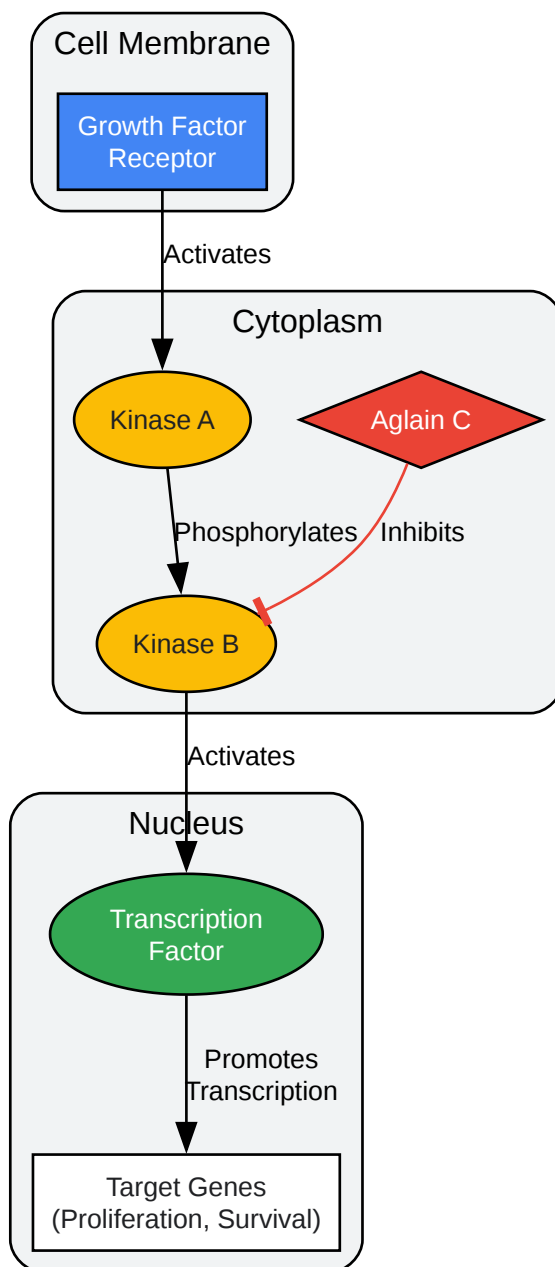 Cell Membrane
Growth Factor
Receptor
Activates
Cytoplasm
Kinase A
Aglain C
Phosphorylates
Inhibits
Kinase B
Activates
Nucleus
Transcription
Factor
Promotes
Transcription
Target Genes
(Proliferation, Survival)